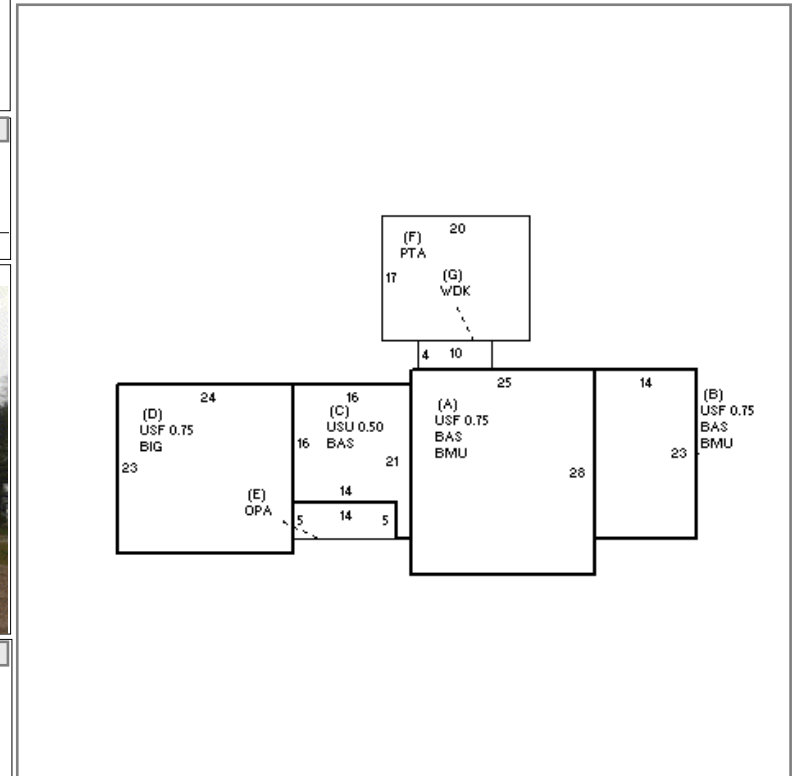 20
(F)
PTA
17
(G)
WDK
4 10
24
(D)
USF 0.75
BIG
23
16
(C)
USU 0.50
BAS
16
21
14
(E)
OPA
5 14 5
25
(A)
USF 0.75
BAS
BMU
28
14
(B)
USF 0.75
BAS
BMU
23